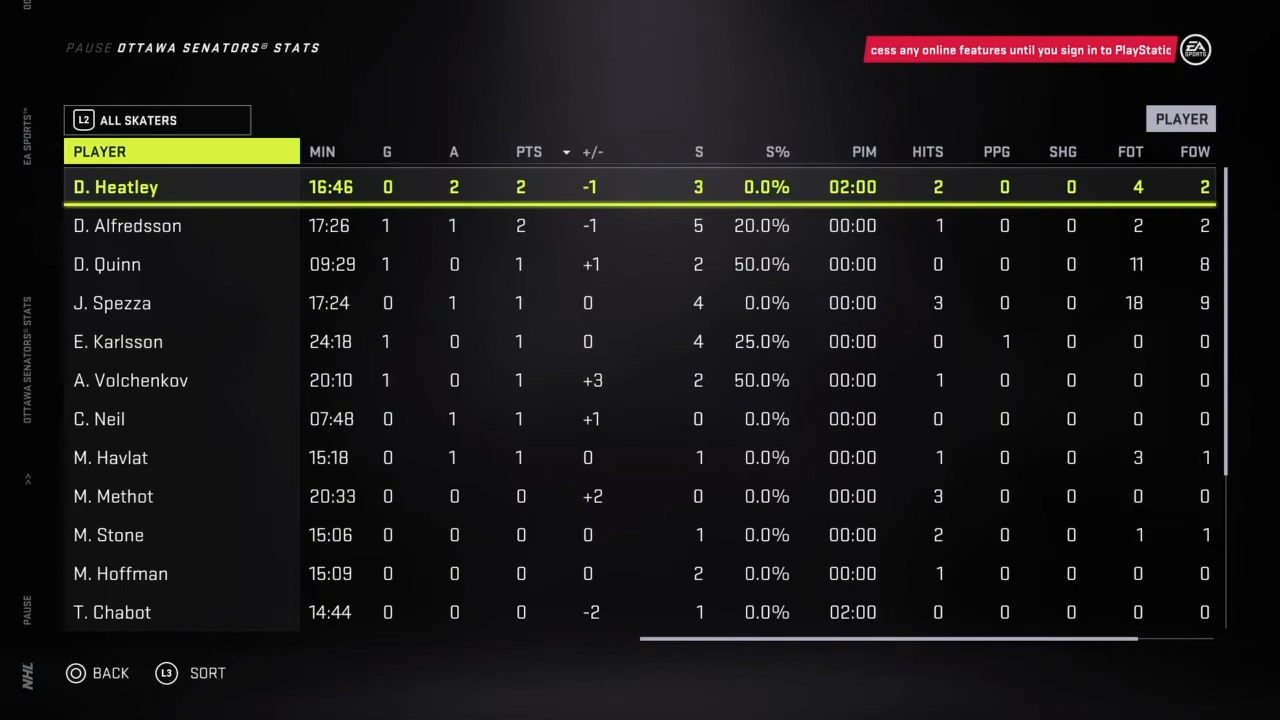 PAUSE OTTAWA SENATORS® STATS
cess any online features until you sign in to PlayStatic
EA SPORTS
L2 ALL SKATERS
PLAYER
PLAYER MIN G A PTS +/- S S% PIM HITS PPG SHG FOT FOW
D. Heatley 16:46 0 2 2 -1 3 0.0% 02:00 2 0 0 4 2
D. Alfredsson 17:26 1 1 2 -1 5 20.0% 00:00 1 0 0 2 2
D. Quinn 09:29 1 0 1 +1 2 50.0% 00:00 0 0 0 11 8
J. Spezza 17:24 0 1 1 0 4 0.0% 00:00 3 0 0 18 9
E. Karlsson 24:18 1 0 1 0 4 25.0% 00:00 0 1 0 0 0
A. Volchenkov 20:10 1 0 1 +3 2 50.0% 00:00 1 0 0 0 0
C. Neil 07:48 0 1 1 +1 0 0.0% 00:00 0 0 0 0 0
M. Havlat 15:18 0 1 1 0 1 0.0% 00:00 1 0 0 3 1
M. Methot 20:33 0 0 0 +2 0 0.0% 00:00 3 0 0 0 0
M. Stone 15:06 0 0 0 0 1 0.0% 00:00 2 0 0 1 1
M. Hoffman 15:09 0 0 0 0 2 0.0% 00:00 1 0 0 0 0
T. Chabot 14:44 0 0 0 -2 1 0.0% 02:00 0 0 0 0 0
BACK L3 SORT
NHL
PAUSE
>>
OTTAWA SENATORS® STATS
EA SPORTS™